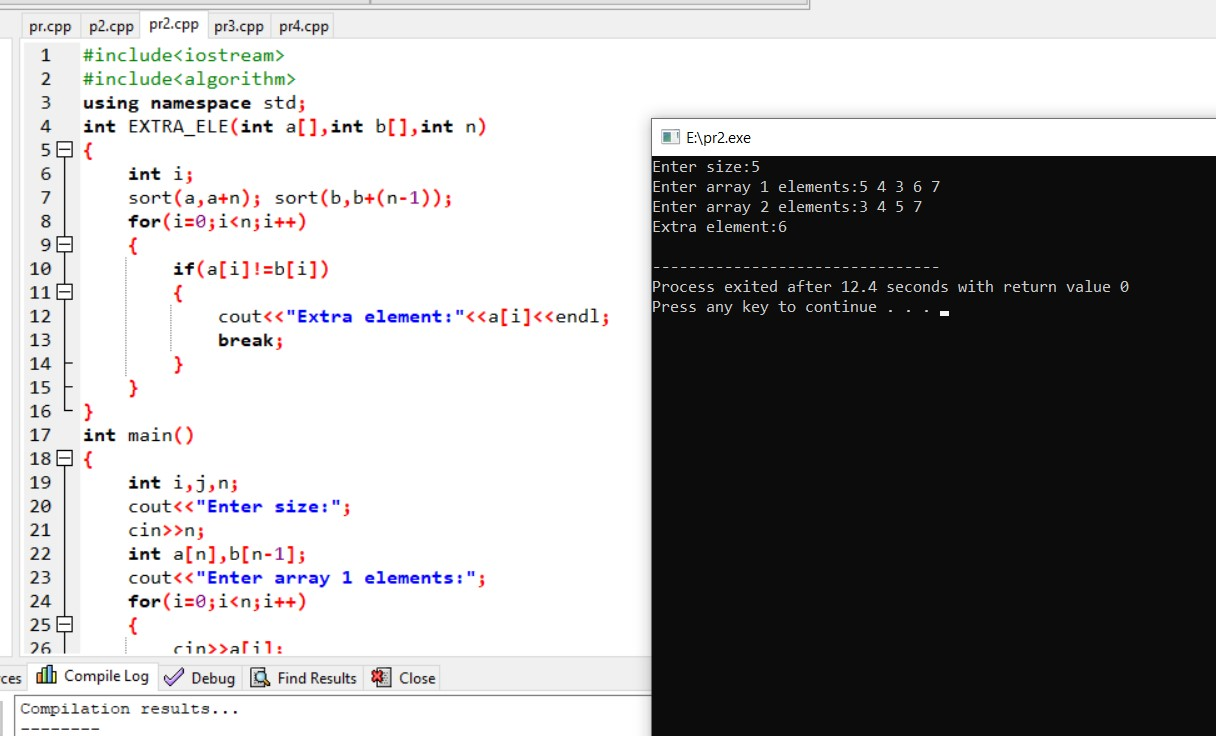 pr.cpp p2.cpp pr2.cpp pr3.cpp pr4.cpp
1 #include<iostream>
2 #include<algorithm>
3 using namespace std;
4 int EXTRA_ELE(int a[],int b[],int n)
5 {
6 int i;
7 sort(a,a+n); sort(b,b+(n-1));
8 for(i=0;i<n;i++)
9 {
10 if(a[i]!=b[i])
11 {
12 cout<<"Extra element:"<<a[i]<<endl;
13 break;
14 }
15 }
16 }
17 int main()
18 {
19 int i,j,n;
20 cout<<"Enter size:";
21 cin>>n;
22 int a[n],b[n-1];
23 cout<<"Enter array 1 elements:";
24 for(i=0;i<n;i++)
25 {
26 cin>>a[i];
ces Compile Log Debug Find Results Close
Compilation results...
--------
E:\pr2.exe
Enter size:5
Enter array 1 elements:5 4 3 6 7
Enter array 2 elements:3 4 5 7
Extra element:6
--------------------------------
Process exited after 12.4 seconds with return value 0
Press any key to continue . . .